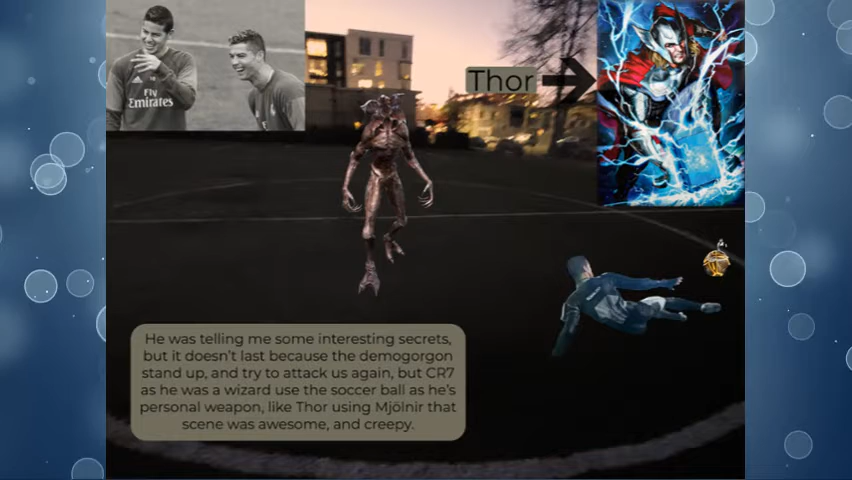 Fly
Emirates
Thor
He was telling me some interesting secrets,
but it doesn't last because the demogorgon
stand up, and try to attack us again, but CR7
as he was a wizard use the soccer ball as he's
personal weapon, like Thor using Mjölnir that
scene was awesome, and creepy.